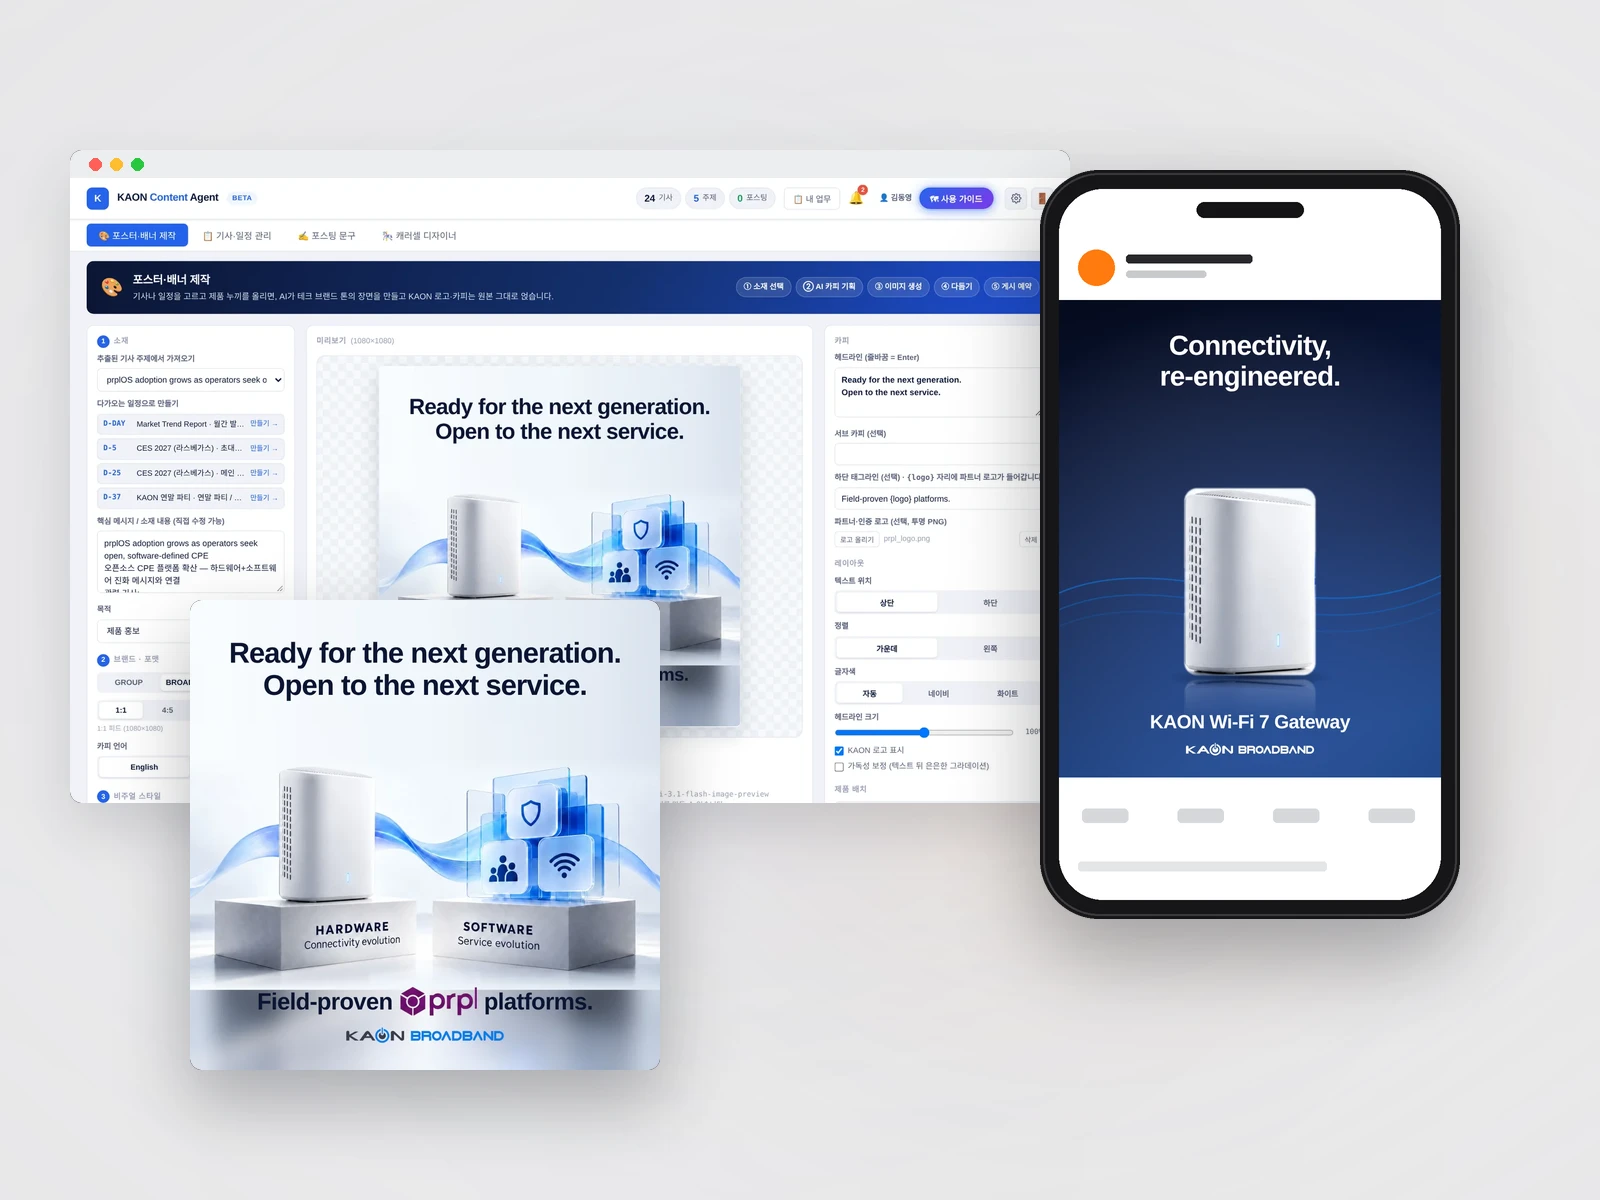 K KAON Content Agent BETA
24 기사 5 주제 0 포스팅 📋 내 업무 🔔 2 👤 김동영 🗺 사용 가이드
🎨 포스터·배너 제작 📋 기사·일정 관리 ✍️ 포스팅 문구 🎠 캐러셀 디자이너
포스터·배너 제작
기사나 일정을 고르고 제품 누끼를 올리면, AI가 테크 브랜드 톤의 장면을 만들고 KAON 로고·카피는 원본 그대로 얹습니다.
① 소재 선택 ② AI 카피 기획 ③ 이미지 생성 ④ 다듬기 ⑤ 게시 예약
1 소재
추출된 기사 주제에서 가져오기
prplOS adoption grows as operators seek o
다가오는 일정으로 만들기
D-DAY Market Trend Report · 월간 발... 만들기 →
D-5 CES 2027 (라스베가스) · 초대... 만들기 →
D-25 CES 2027 (라스베가스) · 메인 ... 만들기 →
D-37 KAON 연말 파티 · 연말 파티 / ... 만들기 →
핵심 메시지 / 소재 내용 (직접 수정 가능)
prplOS adoption grows as operators seek
open, software-defined CPE
오픈소스 CPE 플랫폼 확산 — 하드웨어+소프트웨
어 진화 메시지와 연결
목적
제품 홍보
2 브랜드 · 포맷
GROUP BROA
1:1 4:5
1:1 피드 (1080×1080)
카피 언어
English
3 비주얼 스타일
미리보기 (1080×1080)
Ready for the next generation.
Open to the next service.
ms.
i-3.1-flash-image-preview
카피
헤드라인 (줄바꿈 = Enter)
Ready for the next generation.
Open to the next service.
서브 카피 (선택)
하단 태그라인 (선택) · {logo} 자리에 파트너 로고가 들어갑니다
Field-proven {logo} platforms.
파트너·인증 로고 (선택, 투명 PNG)
로고 올리기 prpl_logo.png 삭제
레이아웃
텍스트 위치
상단 하단
정렬
가운데 왼쪽
글자색
자동 네이비 화이트
헤드라인 크기
100%
KAON 로고 표시
가독성 보정 (텍스트 뒤 은은한 그라데이션)
제품 배치
Ready for the next generation.
Open to the next service.
HARDWARE
Connectivity evolution
SOFTWARE
Service evolution
Field-proven prpl platforms.
KAON BROADBAND
Connectivity,
re-engineered.
KAON Wi-Fi 7 Gateway
KAON BROADBAND